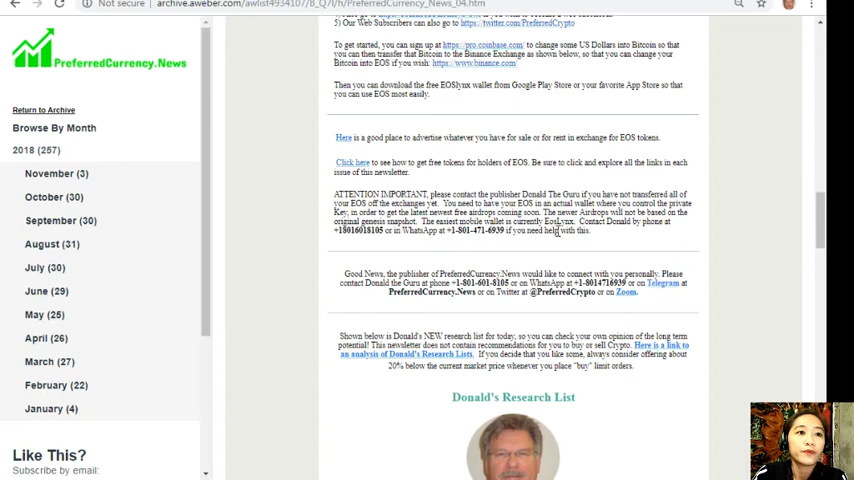 Not secure | archive.aweber.com/awlist4934107/B_Q7I/h/PreferredCurrency_News_04.htm
PreferredCurrency.News
Return to Archive
Browse By Month
2018 (257)
November (3)
October (30)
September (30)
August (31)
July (30)
June (29)
May (25)
April (26)
March (27)
February (22)
January (4)
Like This?
Subscribe by email:
5) Our Web Subscribers can also go to https://twitter.com/PreferredCrypto
To get started, you can sign up at https://pro.coinbase.com/ to change some US Dollars into Bitcoin so that
you can then transfer that Bitcoin to the Binance Exchange as shown below, so that you can change your
Bitcoin into EOS if you wish: https://www.binance.com/
Then you can download the free EOSlynx wallet from Google Play Store or your favorite App Store so that
you can use EOS most easily.
Here is a good place to advertise whatever you have for sale or for rent in exchange for EOS tokens.
Click here to see how to get free tokens for holders of EOS. Be sure to click and explore all the links in each
issue of this newsletter.
ATTENTION IMPORTANT, please contact the publisher Donald The Guru if you have not transferred all of
your EOS off the exchanges yet. You need to have your EOS in an actual wallet where you control the private
Key, in order to get the latest newest free airdrops coming soon. The newer Airdrops will not be based on the
original genesis snapshot. The easiest mobile wallet is currently EosLynx. Contact Donald by phone at
+18016018105 or in WhatsApp at +1-801-471-6939 if you need help with this.
Good News, the publisher of PreferredCurrency.News would like to connect with you personally. Please
contact Donald the Guru at phone +1-801-601-8105 or on WhatsApp at +1-8014716939 or on Telegram at
PreferredCurrency.News or on Twitter at @PreferredCrypto or on Zoom.
Shown below is Donald's NEW research list for today, so you can check your own opinion of the long term
potential! This newsletter does not contain recommendations for you to buy or sell Crypto. Here is a link to
an analysis of Donald's Research Lists. If you decide that you like some, always consider offering about
20% below the current market price whenever you place "buy" limit orders.
Donald's Research List